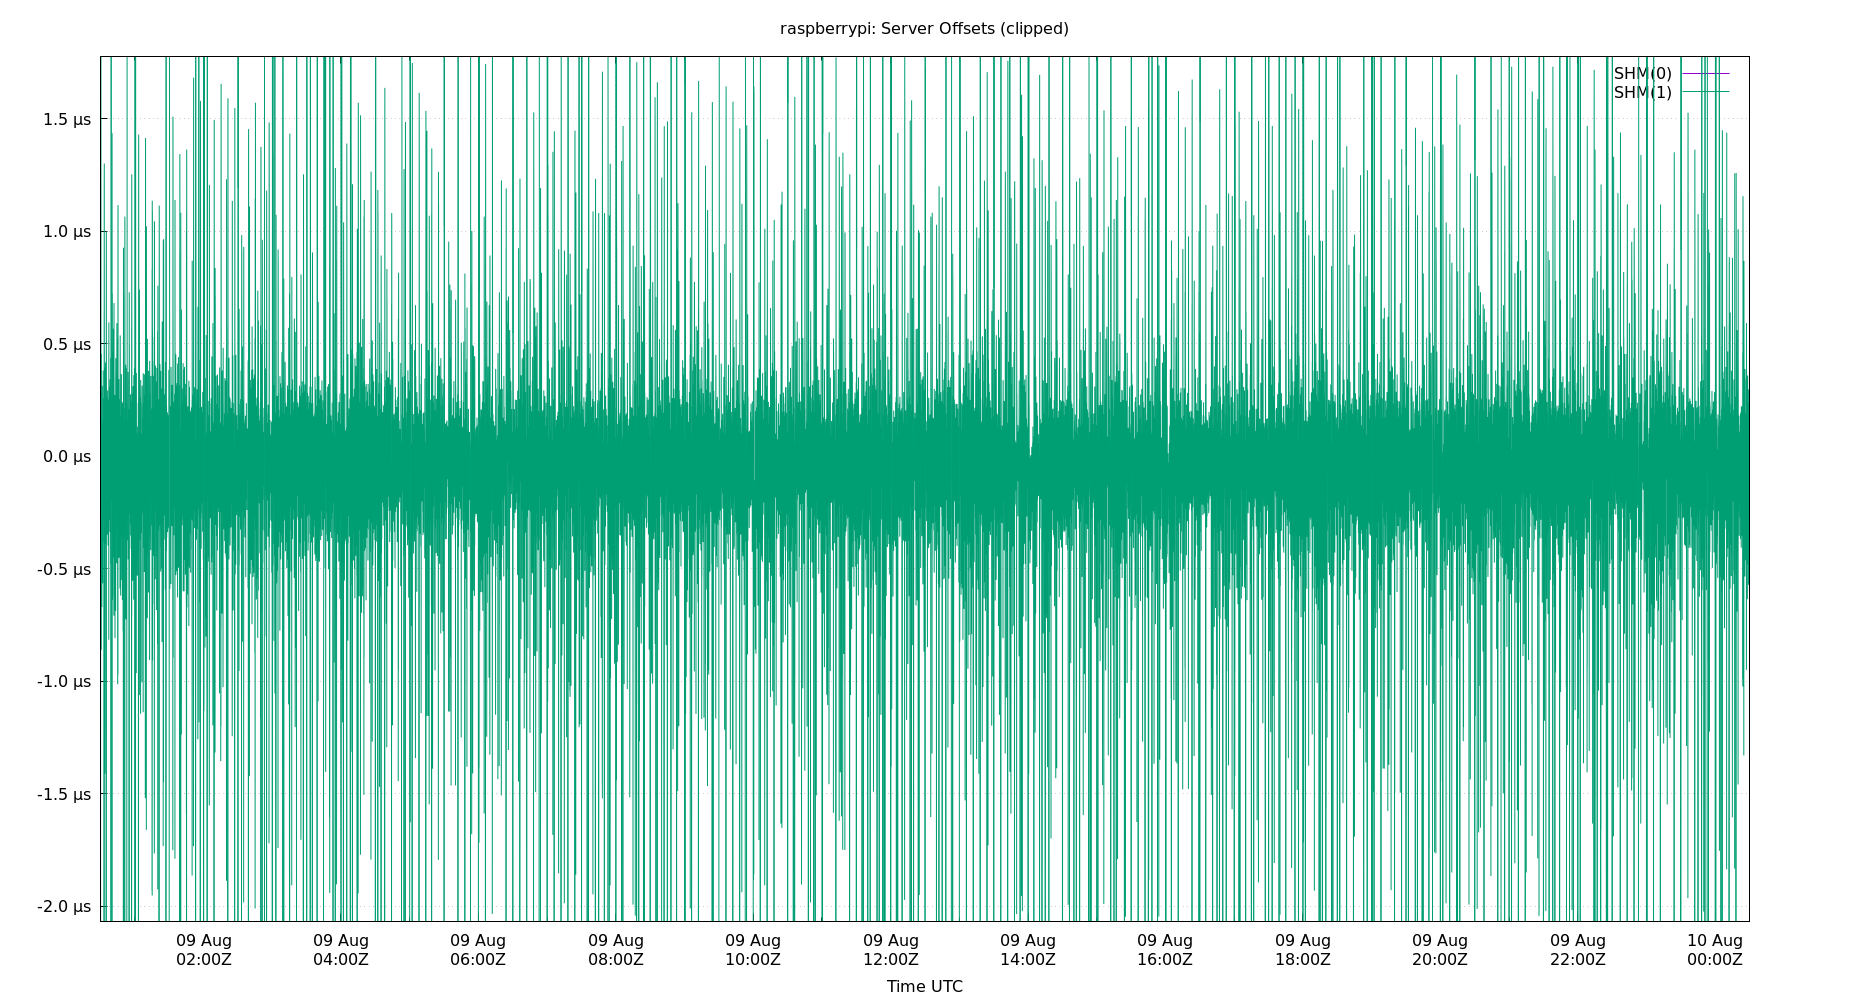 raspberrypi: Server Offsets (clipped)
SHM(0)
SHM(1)
1.5 µs
1.0 µs
0.5 µs
0.0 µs
-0.5 µs
-1.0 µs
-1.5 µs
-2.0 µs
09 Aug 09 Aug 09 Aug 09 Aug 09 Aug 09 Aug 09 Aug 09 Aug 09 Aug 09 Aug 09 Aug 10 Aug
02:00Z 04:00Z 06:00Z 08:00Z 10:00Z 12:00Z 14:00Z 16:00Z 18:00Z 20:00Z 22:00Z 00:00Z
Time UTC